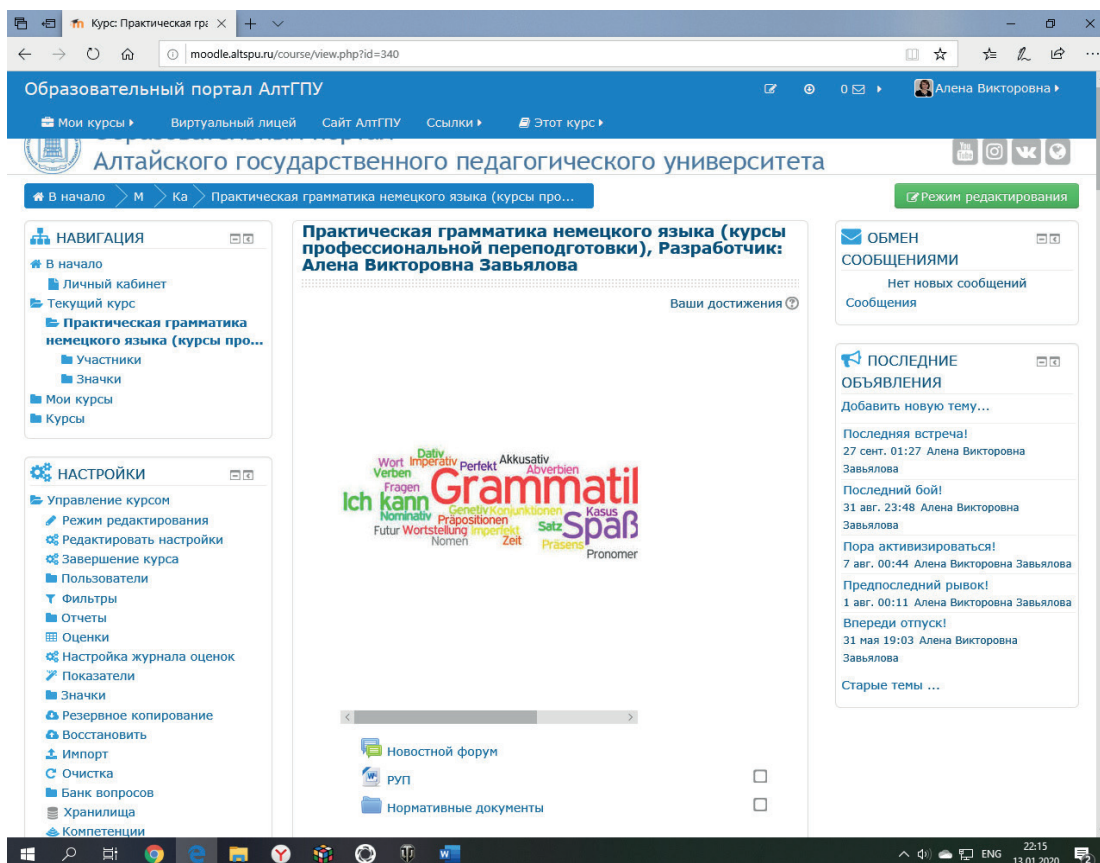 Курс: Практическая гра
moodle.altspu.ru/course/view.php?id=340
Образовательный портал АлтГПУ
0
Алена Викторовна
Мои курсы
Виртуальный лицей
Сайт АлтГПУ
Ссылки
Этот курс
Алтайского государственного педагогического университета
You Tube
В начало
М
Ка
Практическая грамматика немецкого языка (курсы про...
Режим редактирования
НАВИГАЦИЯ
В начало
Личный кабинет
Текущий курс
Практическая грамматика
немецкого языка (курсы про...
Участники
Значки
Мои курсы
Курсы
НАСТРОЙКИ
Управление курсом
Режим редактирования
Редактировать настройки
Завершение курса
Пользователи
Фильтры
Отчеты
Оценки
Настройка журнала оценок
Показатели
Значки
Резервное копирование
Восстановить
Импорт
Очистка
Банк вопросов
Хранилища
Компетенции
Практическая грамматика немецкого языка (курсы
профессиональной переподготовки), Разработчик:
Алена Викторовна Завьялова
Ваши достижения
Dativ
Akkusativ
Wort
Imperativ
Perfekt
Verben
Abverbien
Fragen
Grammatil
Ich kann
Genetiv
Konjunktionen
Kasus
Nominativ
Präpositionen
Satz
Spaß
Futur
Wortstellung
Imperfekt
Nomen
Zeit
Präsens
Pronomer
Новостной форум
РУП
Нормативные документы
ОБМЕН
СООБЩЕНИЯМИ
Нет новых сообщений
Сообщения
ПОСЛЕДНИЕ
ОБЪЯВЛЕНИЯ
Добавить новую тему...
Последняя встреча!
27 сент. 01:27 Алена Викторовна
Завьялова
Последний бой!
31 авг. 23:48 Алена Викторовна
Завьялова
Пора активизироваться!
7 авг. 00:44 Алена Викторовна Завьялова
Предпоследний рывок!
1 авг. 00:11 Алена Викторовна Завьялова
Впереди отпуск!
31 мая 19:03 Алена Викторовна
Завьялова
Старые темы ...
ENG
22:15
13.01.2020